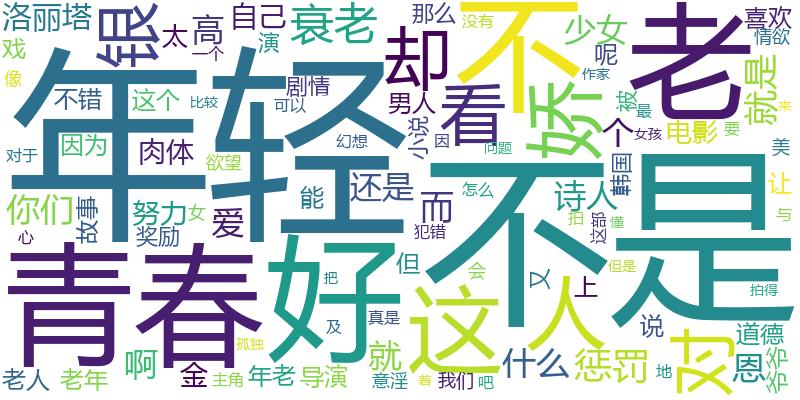 洛丽塔
银
太
高
自己
衰老
那么
没有
不
少女
老
喜欢
情欲
戏
演
却
呢
作家
就是
像
不错
这个
一个
剧情
可以
男人
看
娇
被
最
女孩
电影
要
来
年轻
比较
幻想
小说
因
问题
个
对于
因为
肉体
欲望
能
还是
而
怎么
诗人
韩国
美
让
你们
故事
努力
女
爱
犯错
不是
拍
这部
懂
与
心
奖励
青春
好
但
把
会
又
上
但是
拍得
及
真是
这
人
说
对
道德
孤独
就
什么
惩罚
地
恩
爷爷
老人
老年
啊
金
主角
年老
导演
意淫
着
我们
吧